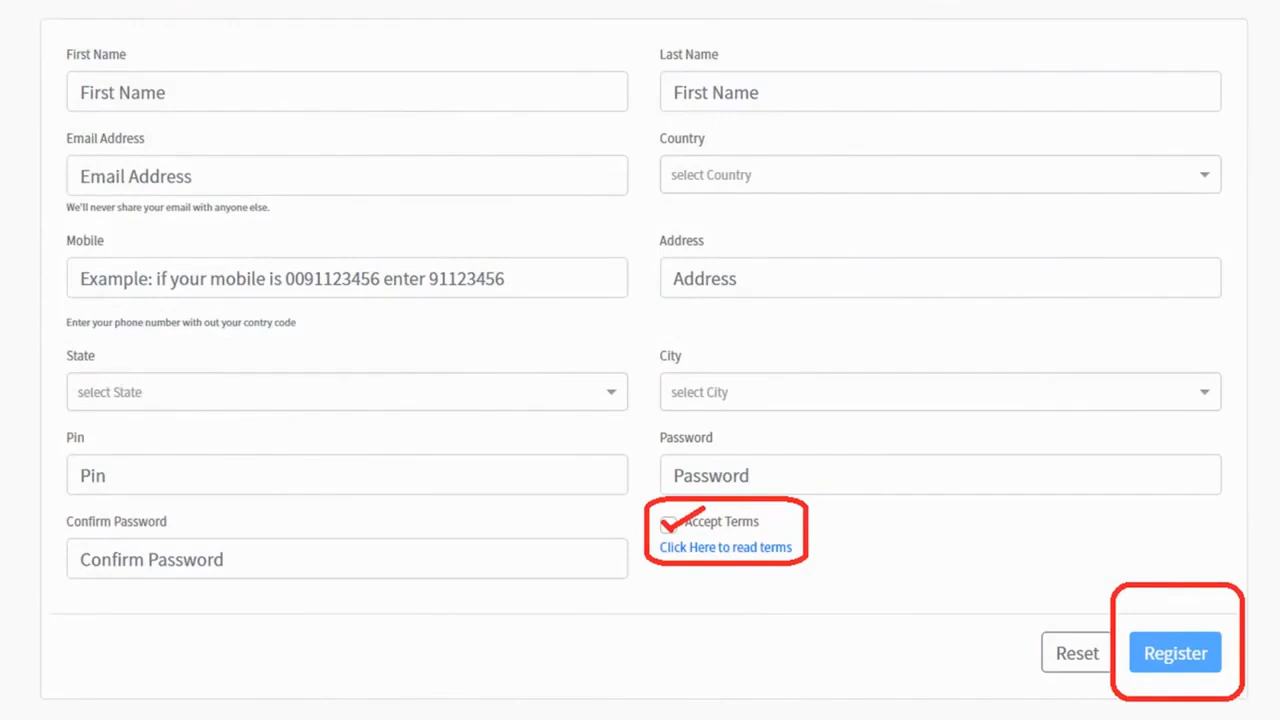 First Name
Last Name
First Name
First Name
Email Address
Country
Email Address
select Country
We'll never share your email with anyone else.
Mobile
Address
Example: if your mobile is 0091123456 enter 91123456
Address
Enter your phone number with out your contry code
State
City
select State
select City
Pin
Password
Pin
Password
Confirm Password
Accept Terms
Click Here to read terms
Confirm Password
Reset
Register